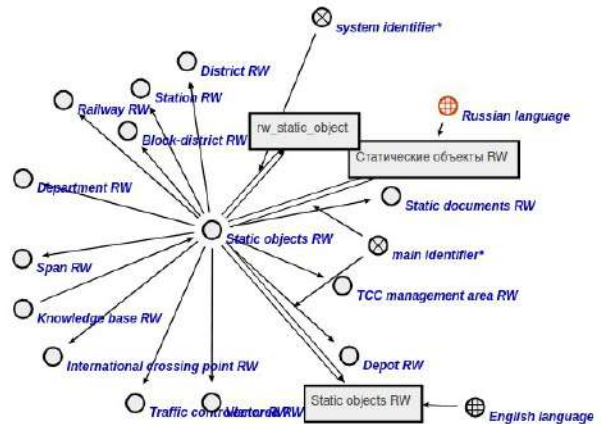 system identifier*
District RW
Station RW
Railway RW
Russian language
rw_static_object
Block-district RW
Статические объекты RW
Department RW
Static documents RW
Static objects RW
main identifier*
Span RW
TCC management area RW
Knowledge base RW
International crossing point RW
Depot RW
Static objects RW
Traffic
English language